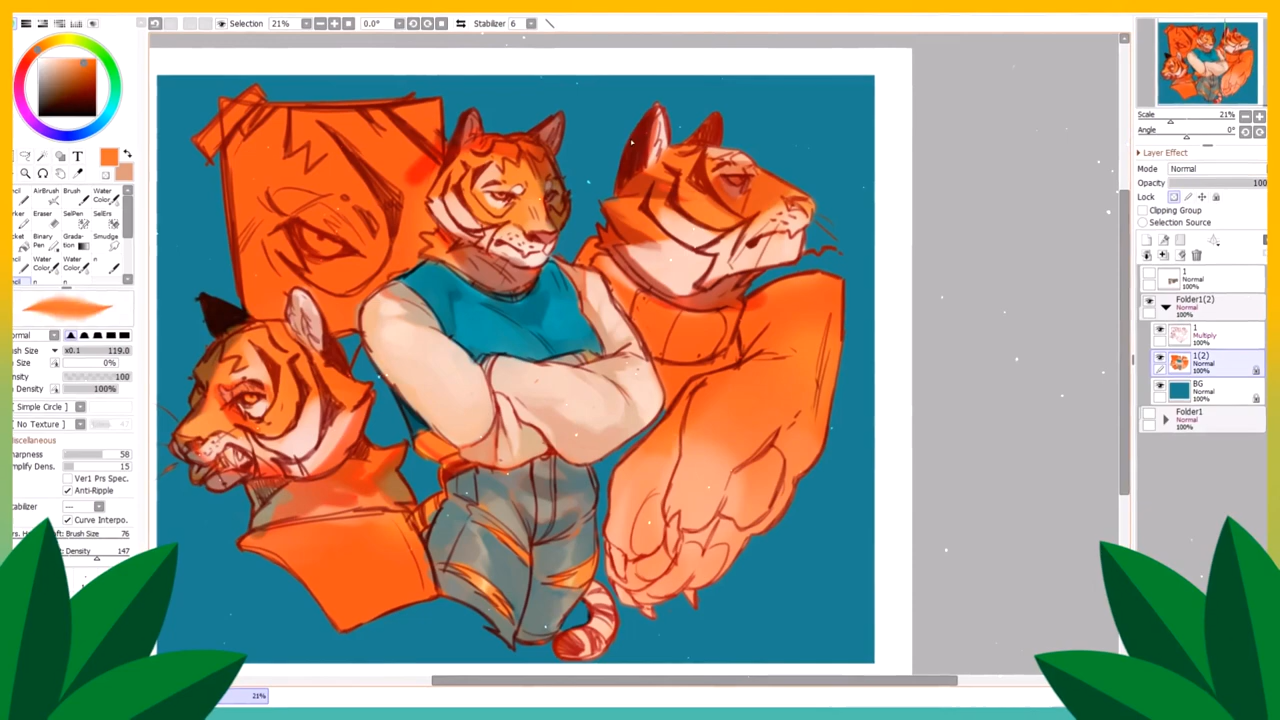 Selection 21% 0.0° Stabilizer 6
T
AirBrush Brush Water Color
Eraser SelPen SelErs
Binary Pen Grada-tion Smudge
Water Color Water Color
x0.1 119.0
Size 0%
100
Density 100%
[ Simple Circle ]
[ No Texture ]
58
15
Ver1 Prs Spec.
Anti-Ripple
---
Curve Interpo.
Brush Size 76
Density 147
21%
Scale 21%
Angle 0°
Layer Effect
Mode Normal
Opacity 100
Lock
Clipping Group
Selection Source
1
Normal
100%
Folder1(2)
Normal
100%
1
Multiply
100%
1(2)
Normal
100%
BG
Normal
100%
Folder1
Normal
100%